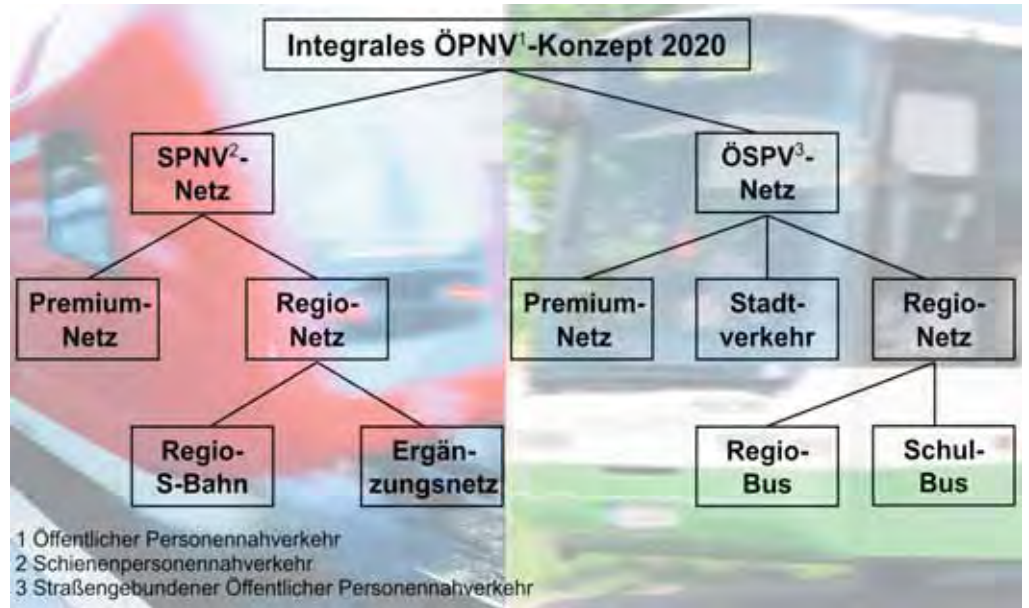 Integrales ÖPNV¹-Konzept 2020
SPNV²-
Netz
ÖSPV³-
Netz
Premium-
Netz
Regio-
Netz
Premium-
Netz
Stadt-
verkehr
Regio-
Netz
Regio-
S-Bahn
Ergän-
zungsnetz
Regio-
Bus
Schul-
Bus
1 Öffentlicher Personennahverkehr
2 Schienenpersonennahverkehr
3 Straßengebundener Öffentlicher Personennahverkehr